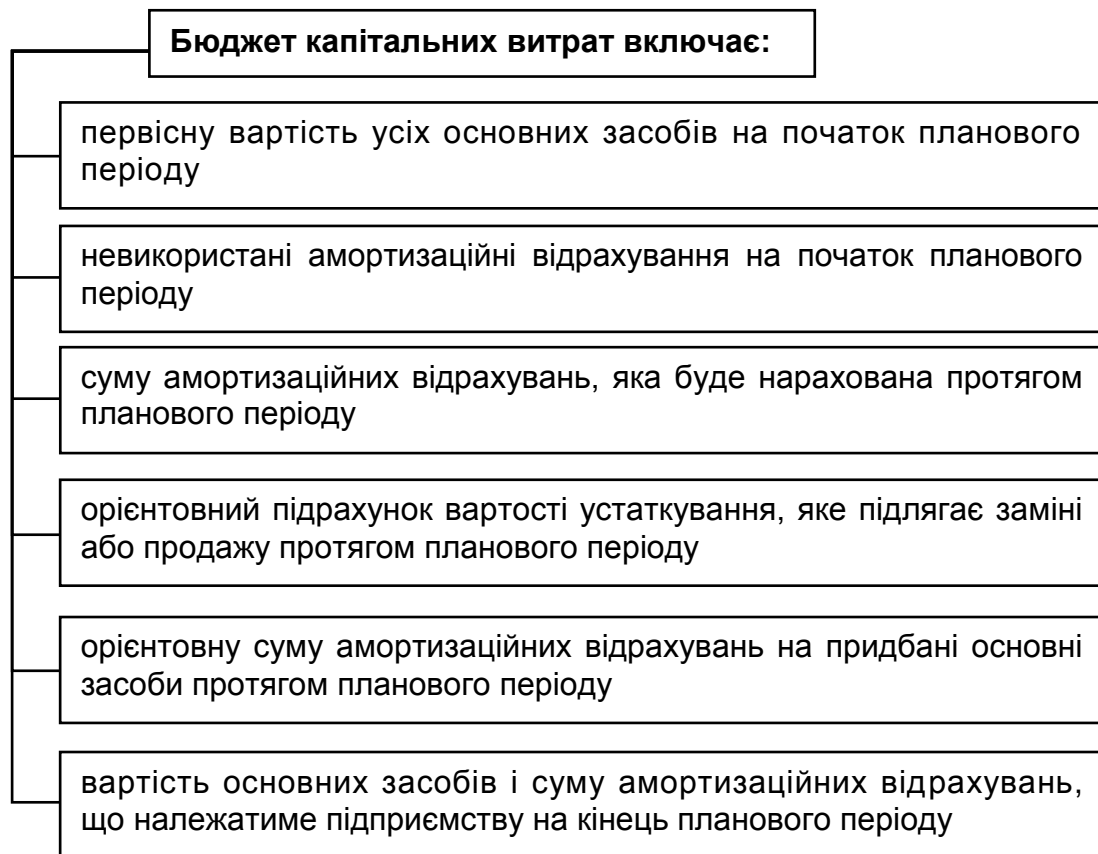 Бюджет капітальних витрат включає:
первісну вартість усіх основних засобів на початок планового
періоду
невикористані амортизаційні відрахування на початок планового
періоду
суму амортизаційних відрахувань, яка буде нарахована протягом
планового періоду
орієнтовний підрахунок вартості устаткування, яке підлягає заміні
або продажу протягом планового періоду
орієнтовну суму амортизаційних відрахувань на придбані основні
засоби протягом планового періоду
вартість основних засобів і суму амортизаційних відрахувань,
що належатиме підприємству на кінець планового періоду